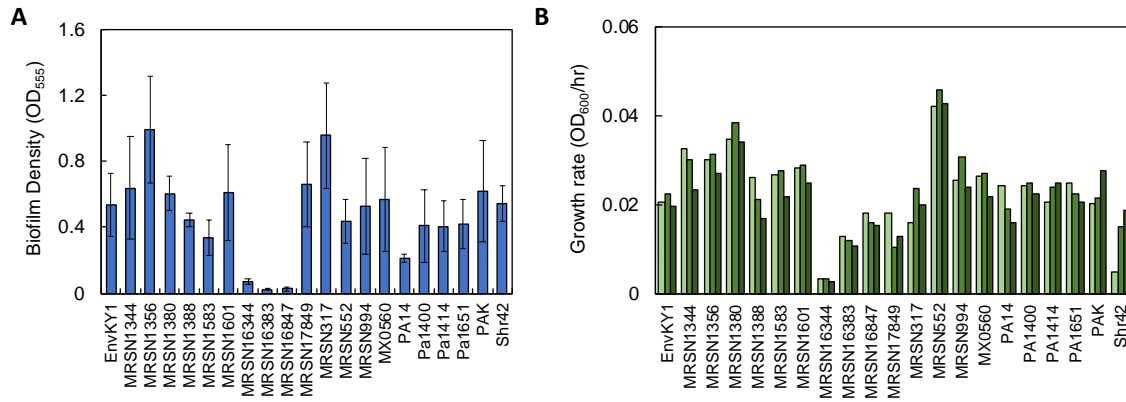 A
Biofilm Density (OD555)
1.6
1.2
0.8
0.4
0
EnvKY1
MRSN1344
MRSN1356
MRSN1380
MRSN1388
MRSN1583
MRSN1601
MRSN16344
MRSN16383
MRSN16847
MRSN17849
MRSN317
MRSN552
MRSN994
MX0560
PA14
Pa1400
Pa1414
Pa1651
PAK
Shr42
B
Growth rate (OD600/hr)
0.06
0.04
0.02
0.00
EnvKY1
MRSN1344
MRSN1356
MRSN1380
MRSN1388
MRSN1583
MRSN1601
MRSN16344
MRSN16383
MRSN16847
MRSN17849
MRSN317
MRSN552
MRSN994
MX0560
PA14
PA1400
PA1414
PA1651
PAK
Shr42